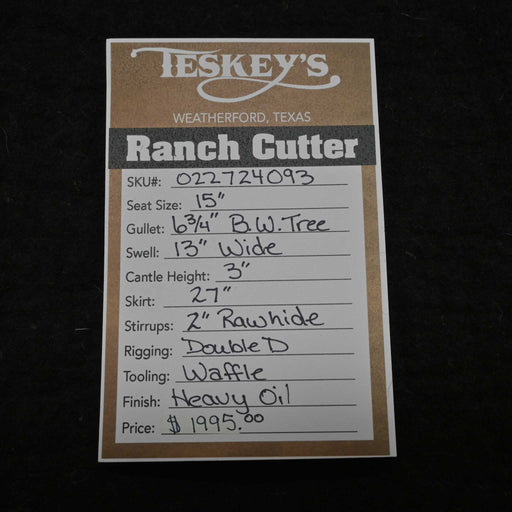 TESKEY'S
WEATHERFORD, TEXAS
Ranch Cutter
SKU#: 022724093
Seat Size: 15"
Gullet: 6 3/4" B.W. Tree
Swell: 13" Wide
Cantle Height: 3"
Skirt: 27"
Stirrups: 2" Rawhide
Rigging: Double D
Tooling: Waffle
Finish: Heavy Oil
Price: $ 1995.00